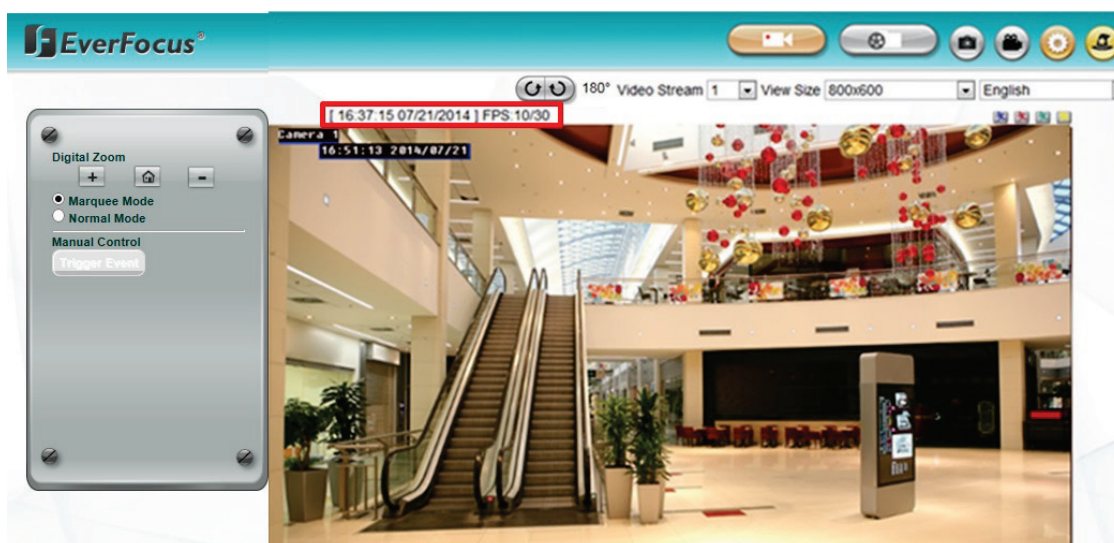 EverFocus®
180° Video Stream 1 View Size 800x600 English
[ 16:37:15 07/21/2014 ] FPS:10/30
Camera 1
16:51:13 2014/07/21
Digital Zoom
+ -
Marquee Mode
Normal Mode
Manual Control
Trigger Event